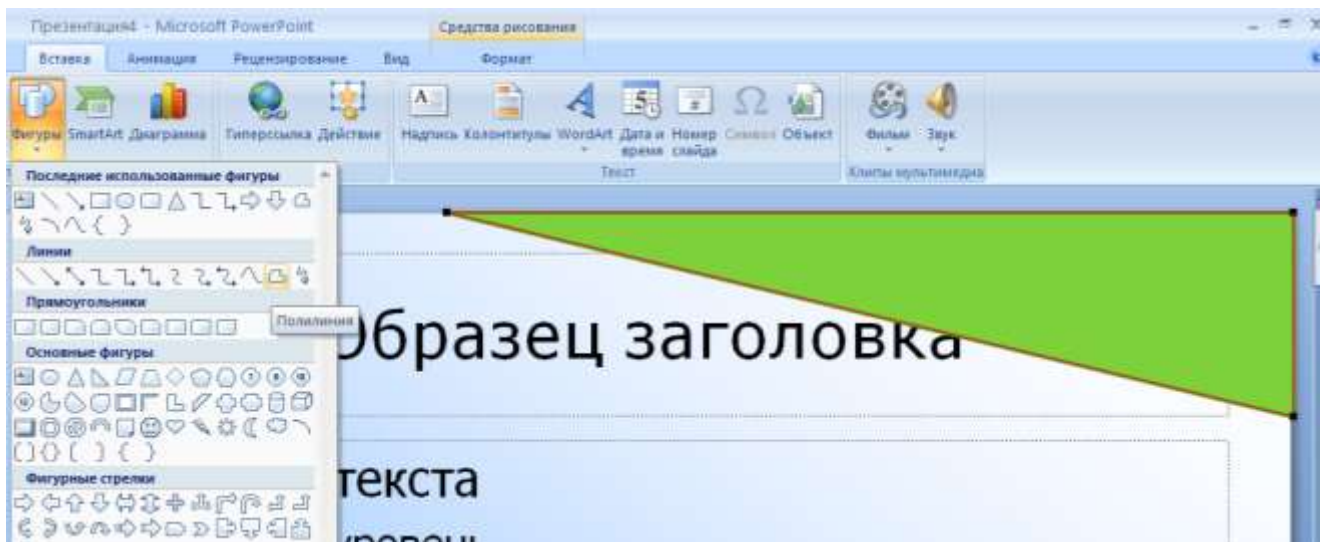 Презентация4 - Microsoft PowerPoint
Средства рисования
Вставка Анимация Рецензирование Вид Формат
Фигуры SmartArt Диаграмма Гиперссылка Действие Надпись Колонтитулы WordArt Дата и время Номер слайда Символ Объект Фильм Звук
Текст Клипы мультимедиа
Последние использованные фигуры
Линии
Прямоугольники
Полилиния
Основные фигуры
Фигурные стрелки
Образец заголовка
текста
уровень